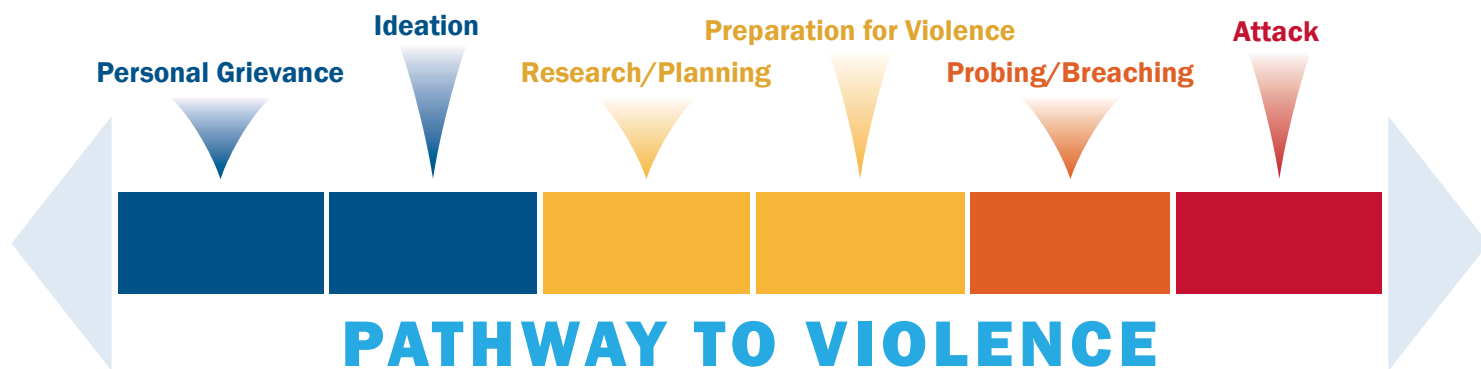 Personal Grievance
Ideation
Research/Planning
Preparation for Violence
Probing/Breaching
Attack
PATHWAY TO VIOLENCE